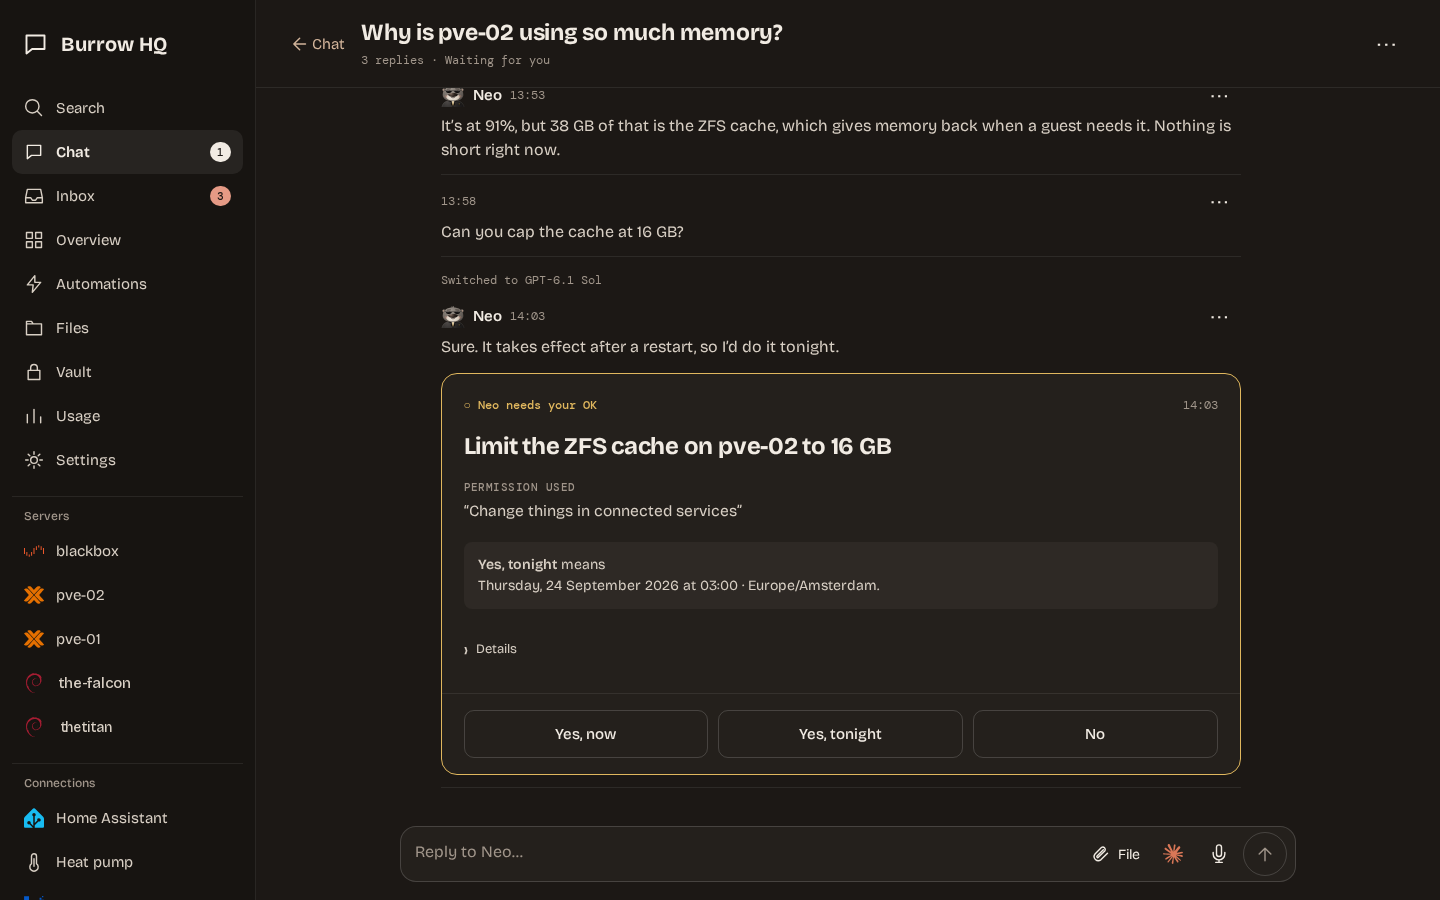 Burrow HQ
Search
Chat
1
Inbox
3
Overview
Automations
Files
Vault
Usage
Settings
Servers
blackbox
pve-02
pve-01
the-falcon
thetitan
Connections
Home Assistant
Heat pump
← Chat
Why is pve-02 using so much memory?
3 replies · Waiting for you
Neo 13:53
It's at 91%, but 38 GB of that is the ZFS cache, which gives memory back when a guest needs it. Nothing is
short right now.
13:58
Can you cap the cache at 16 GB?
Switched to GPT-6.1 Sol
Neo 14:03
Sure. It takes effect after a restart, so I'd do it tonight.
○ Neo needs your OK 14:03
Limit the ZFS cache on pve-02 to 16 GB
PERMISSION USED
"Change things in connected services"
Yes, tonight means
Thursday, 24 September 2026 at 03:00 · Europe/Amsterdam.
› Details
Yes, now
Yes, tonight
No
Reply to Neo...
File